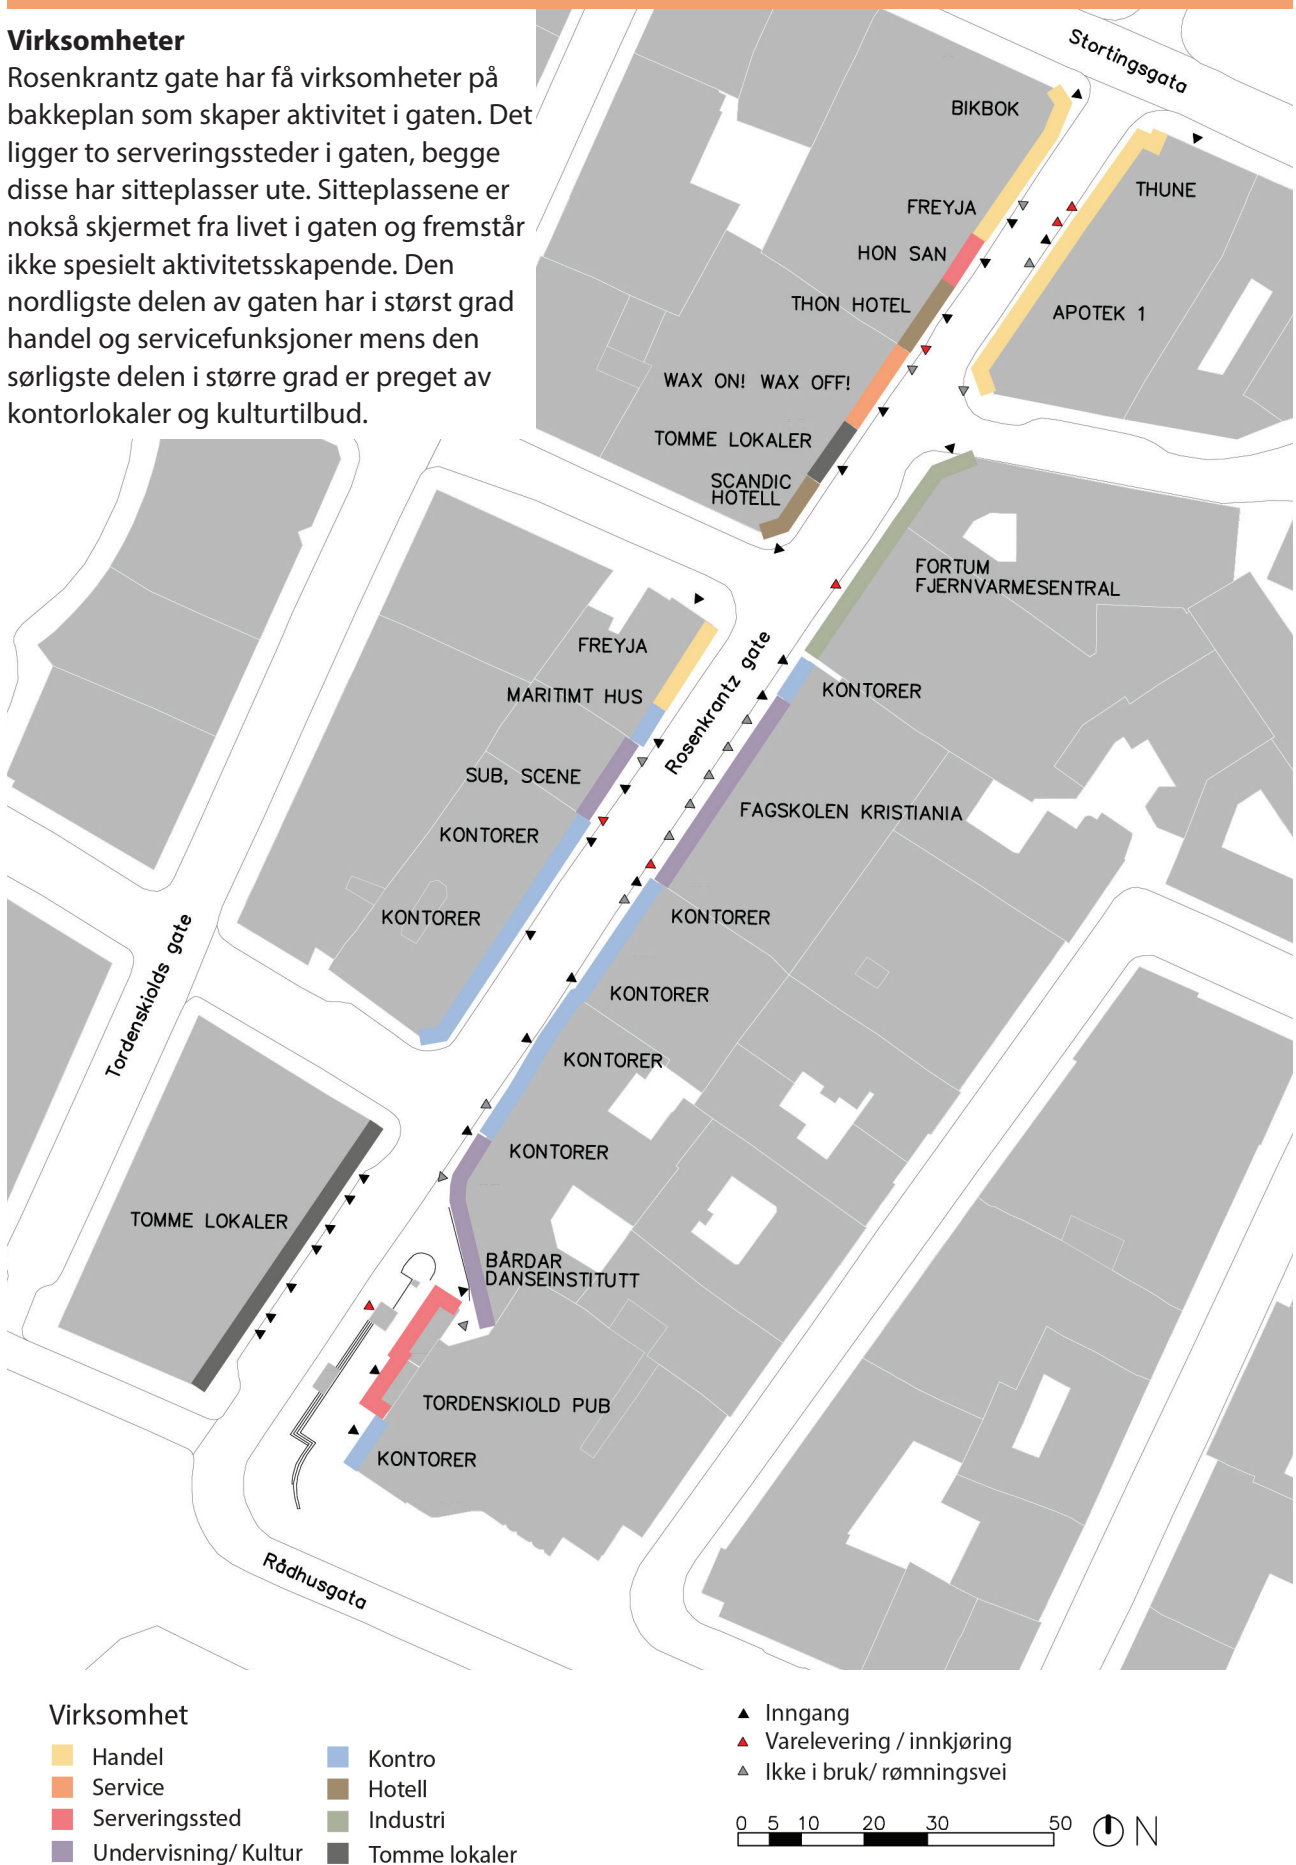 Virksomheter
Rosenkrantz gate har få virksomheter på
bakkeplan som skaper aktivitet i gaten. Det
ligger to serveringssteder i gaten, begge
disse har sitteplasser ute. Sitteplassene er
nokså skjermet fra livet i gaten og fremstår
ikke spesielt aktivitetsskapende. Den
nordligste delen av gaten har i størst grad
handel og servicefunksjoner mens den
sørligste delen i større grad er preget av
kontorlokaler og kulturtilbud.
Stortingsgata
BIKBOK
THUNE
FREYJA
HON SAN
THON HOTEL
APOTEK 1
WAX ON! WAX OFF!
TOMME LOKALER
SCANDIC
HOTELL
FORTUM
FJERNVARMESENTRAL
FREYJA
Rosenkrantz gate
KONTORER
MARITIMT HUS
SUB, SCENE
FAGSKOLEN KRISTIANIA
KONTORER
KONTORER
KONTORER
Tordenskiolds gate
KONTORER
KONTORER
KONTORER
TOMME LOKALER
BÅRDAR
DANSEINSTITUTT
TORDENSKIOLD PUB
KONTORER
Rådhusgata
Virksomhet
Handel
Service
Serveringssted
Undervisning/ Kultur
Kontro
Hotell
Industri
Tomme lokaler
Inngang
Varelevering / innkjøring
Ikke i bruk/ rømningsvei
0 5 10 20 30 50
N